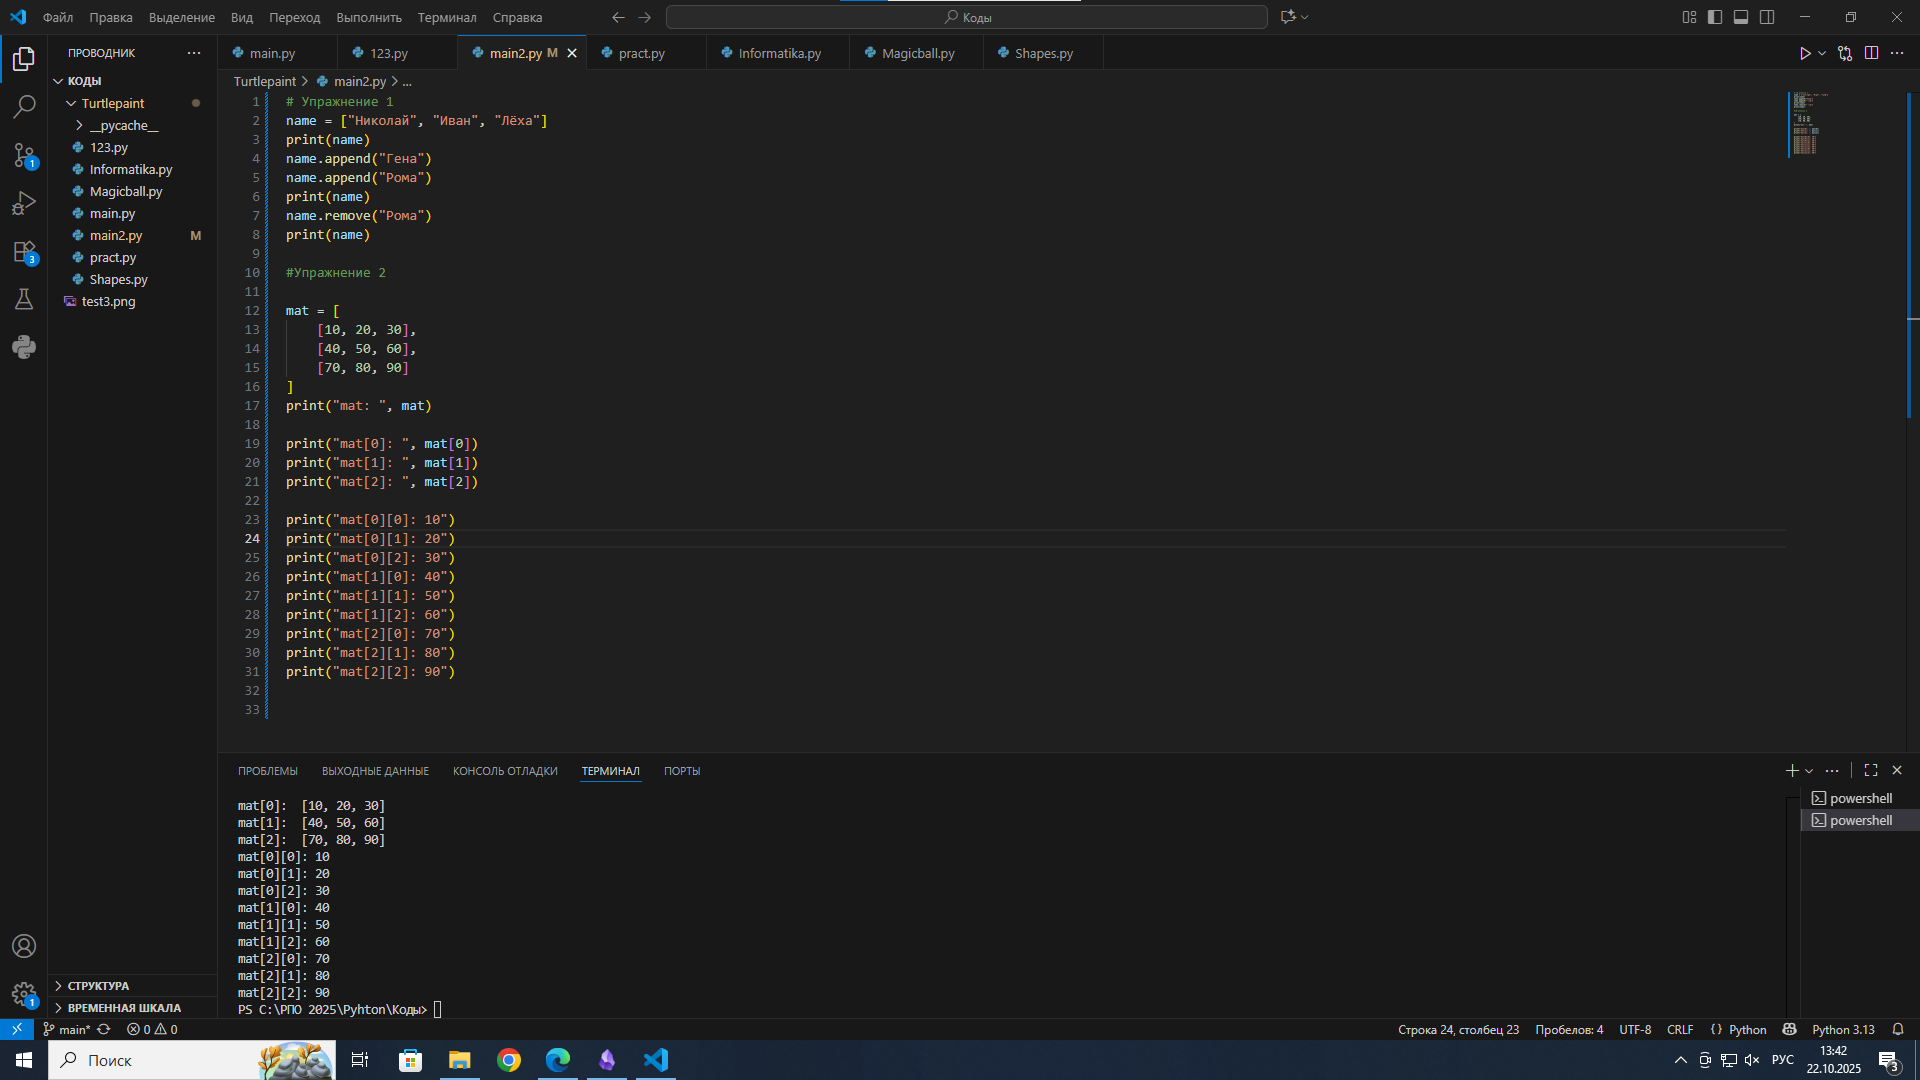 Файл Правка Выделение Вид Переход Выполнить Терминал Справка
Коды
ПРОВОДНИК
main.py 123.py main2.py M pract.py Informatika.py Magicball.py Shapes.py
КОДЫ
Turtlepaint
__pycache__
123.py
Informatika.py
Magicball.py
main.py
main2.py M
pract.py
Shapes.py
test3.png
СТРУКТУРА
ВРЕМЕННАЯ ШКАЛА
Turtlepaint > main2.py > ...
1 # Упражнение 1
2 name = ["Николай", "Иван", "Лёха"]
3 print(name)
4 name.append("Гена")
5 name.append("Рома")
6 print(name)
7 name.remove("Рома")
8 print(name)
9
10 #Упражнение 2
11
12 mat = [
13 [10, 20, 30],
14 [40, 50, 60],
15 [70, 80, 90]
16 ]
17 print("mat: ", mat)
18
19 print("mat[0]: ", mat[0])
20 print("mat[1]: ", mat[1])
21 print("mat[2]: ", mat[2])
22
23 print("mat[0][0]: 10")
24 print("mat[0][1]: 20")
25 print("mat[0][2]: 30")
26 print("mat[1][0]: 40")
27 print("mat[1][1]: 50")
28 print("mat[1][2]: 60")
29 print("mat[2][0]: 70")
30 print("mat[2][1]: 80")
31 print("mat[2][2]: 90")
32
33
ПРОБЛЕМЫ ВЫХОДНЫЕ ДАННЫЕ КОНСОЛЬ ОТЛАДКИ ТЕРМИНАЛ ПОРТЫ
mat[0]:  [10, 20, 30]
mat[1]:  [40, 50, 60]
mat[2]:  [70, 80, 90]
mat[0][0]: 10
mat[0][1]: 20
mat[0][2]: 30
mat[1][0]: 40
mat[1][1]: 50
mat[1][2]: 60
mat[2][0]: 70
mat[2][1]: 80
mat[2][2]: 90
PS C:\РПО 2025\Pyhton\Коды>
powershell
powershell
1
3
1
main* 0 0 Строка 24, столбец 23 Пробелов: 4 UTF-8 CRLF {} Python Python 3.13
Поиск
РУС
13:42
22.10.2025
3